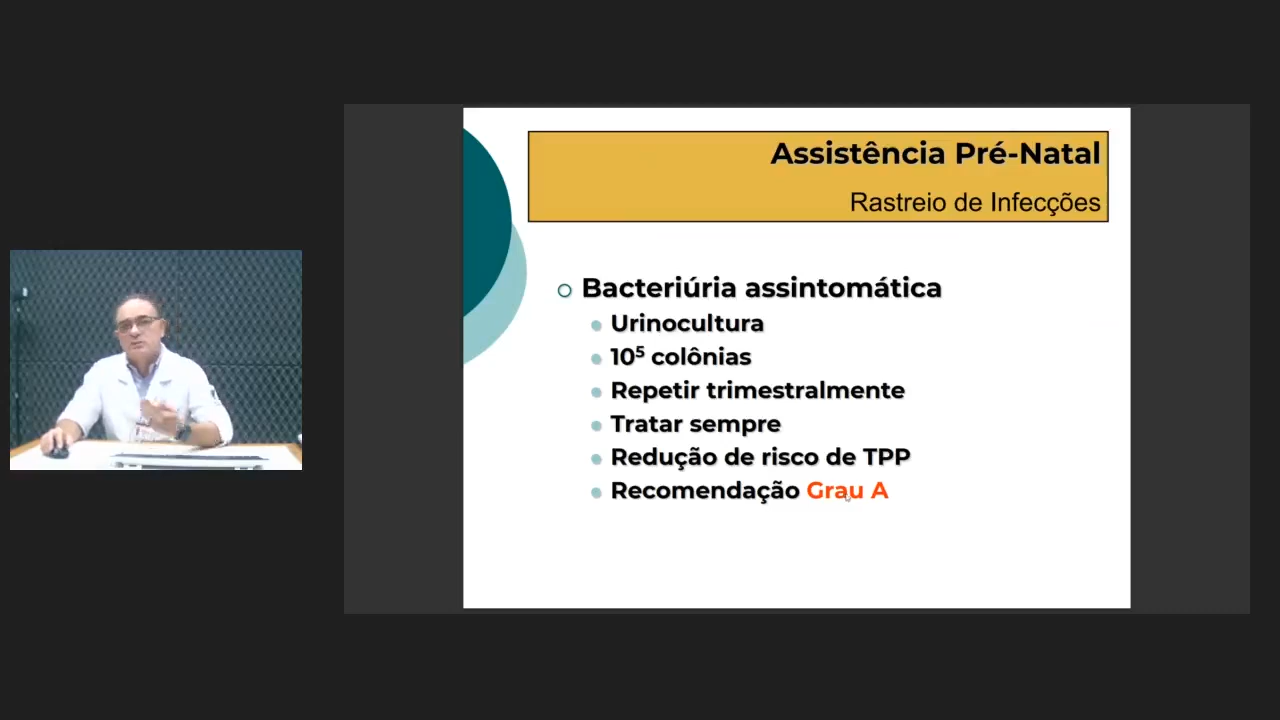 Assistência Pré-Natal
Rastreio de Infecções
Bacteriúria assintomática
Urinocultura
10⁵ colônias
Repetir trimestralmente
Tratar sempre
Redução de risco de TPP
Recomendação Grau A